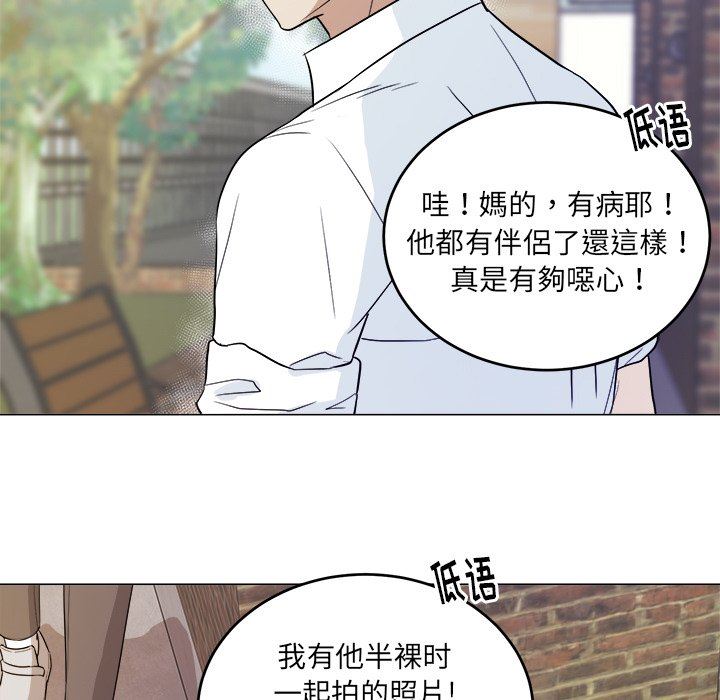 低语
哇！媽的，有病耶！
他都有伴侶了還這樣！
真是有夠噁心！
低语
我有他半裸时
一起拍的照片!